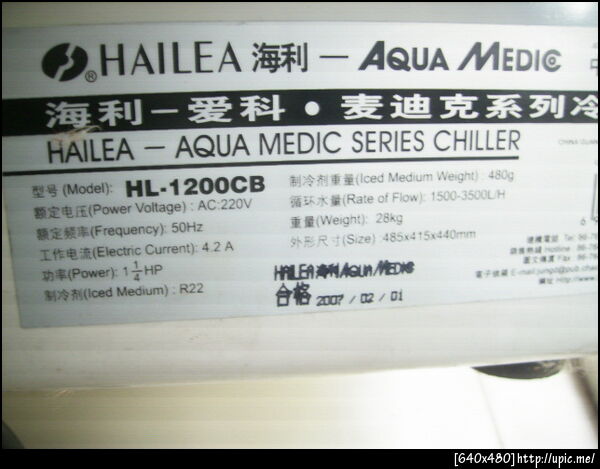 ® HAILEA 海利 — AQUA MEDIC
海利－爱科·麦迪克系列冷
HAILEA — AQUA MEDIC SERIES CHILLER
型号 (Model): HL-1200CB
额定电压(Power Voltage) : AC:220V
额定频率(Frequency): 50Hz
工作电流(Electric Current): 4.2 A
功率(Power): 1 1/4 HP
制冷剂(Iced Medium) : R22
制冷剂重量(Iced Medium Weight) : 480g
循环水量(Rate of Flow): 1500-3500L/H
重量(Weight): 28kg
外形尺寸(Size) :485x415x440mm
HAILEA 海利 AQUA MEDIC
合格 2007 / 02 / 01
CHINA GUAN
Hotline
Fax
E-mail:
[640x480]http://upic.me/